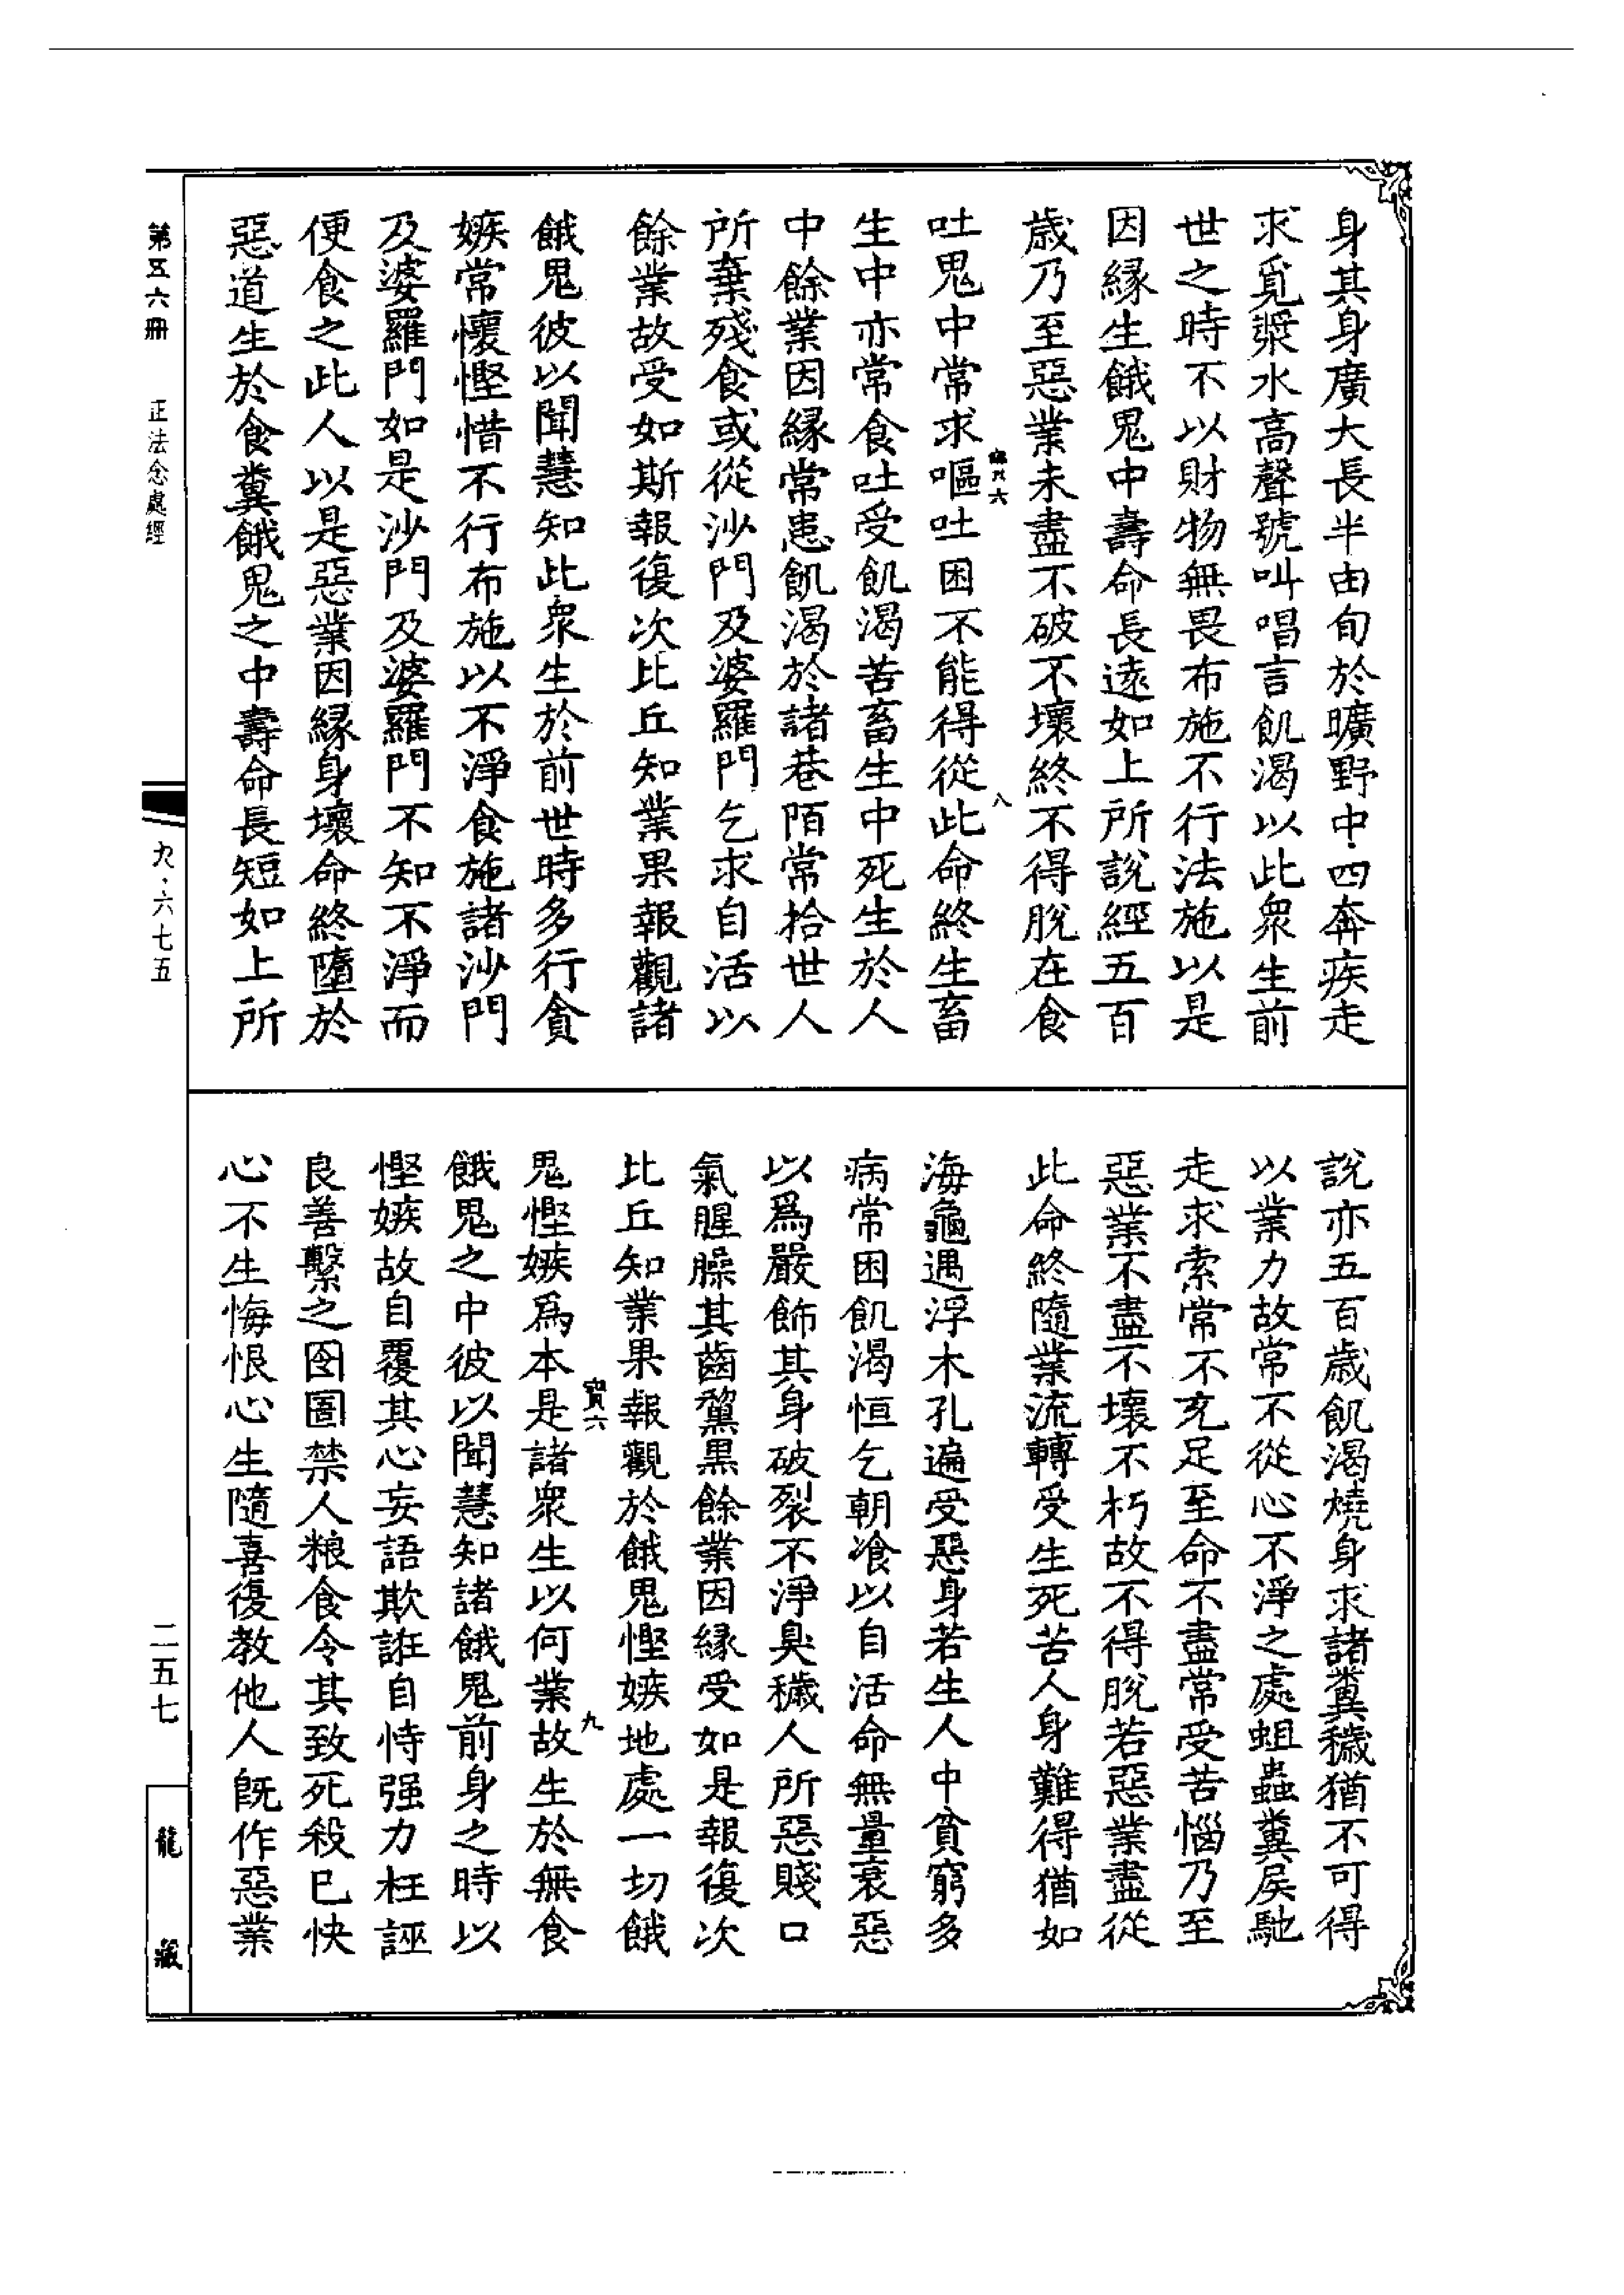 身其身廣大長半由旬於曠野中四奔疾走
求覓漿水高聲號叫唱言飢渴以此眾生前
世之時不以財物無畏布施不行法施以是
因緣生餓鬼中壽命長遠如上所說經五百
歲乃至惡業未盡不破不壞終不得脫在食
六
八
吐鬼中常求嘔吐困不能得從此命終生畜
生中亦常食吐受飢渴苦畜生中死生於人
中餘業因緣常患飢渴於諸巷陌常拾世人
所棄殘食或從沙門及婆羅門乞求自活以
餘業故受如斯報復次比丘知業果報觀諸
餓鬼彼以聞慧知此眾生於前世時多行貪
嫉常懷慳惜不行布施以不淨食施諸沙門
及婆羅門如是沙門及婆羅門不知不淨而
便食之此人以是惡業因緣身壞命終墮於
惡道生於食糞餓鬼之中壽命長短如上所
說亦五百歲飢渴燒身求諸糞穢猶不可得
以業力故常不從心不淨之處蛆蟲糞屎馳
走求索常不充足至命不盡常受苦惱乃至
惡業不盡不壞不朽故不得脫若惡業盡從
此命終隨業流轉受生死苦人身難得猶如
海龜遇浮木孔遍受惡身若生人中貧窮多
病常困飢渴恒乞朝飡以自活命無量衰惡
以爲嚴飾其身破裂不淨臭穢人所惡賤口
氣腥臊其齒黧黑餘業因緣受如是報復次
比丘知業果報觀於餓鬼慳嫉地處一切餓
寶六
九
鬼慳嫉爲本是諸眾生以何業故生於無食
餓鬼之中彼以聞慧知諸餓鬼前身之時以
慳嫉故自覆其心妄語欺誑自恃强力枉誣
良善繫之囹圄禁人粮食令其致死殺已快
心不生悔恨心生隨喜復教他人旣作惡業
第五六冊 正法念處經
九·六七五
二五七
龍藏